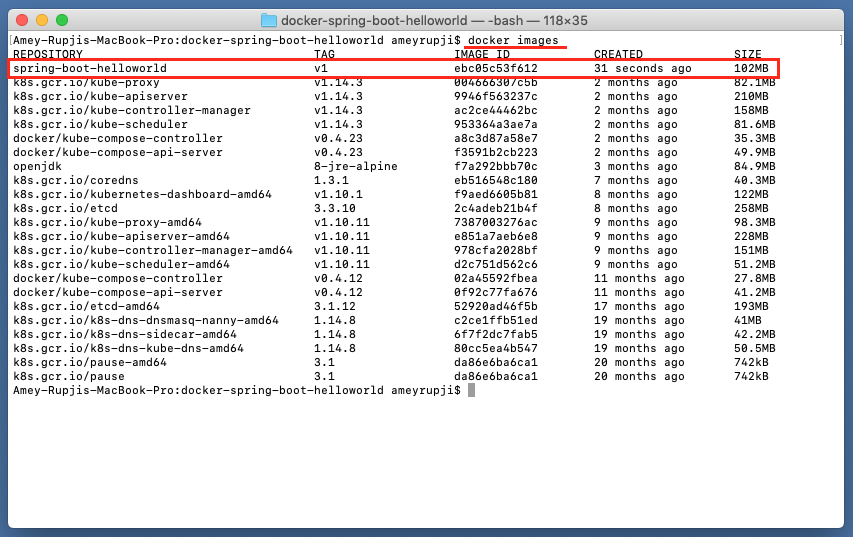 docker-spring-boot-helloworld — -bash — 118×35
[Amey-Rupjis-MacBook-Pro:docker-spring-boot-helloworld ameyrupji$ docker images ]
REPOSITORY TAG IMAGE ID CREATED SIZE
spring-boot-helloworld v1 ebc05c53f612 31 seconds ago 102MB
k8s.gcr.io/kube-proxy v1.14.3 004666307c5b 2 months ago 82.1MB
k8s.gcr.io/kube-apiserver v1.14.3 9946f563237c 2 months ago 210MB
k8s.gcr.io/kube-controller-manager v1.14.3 ac2ce44462bc 2 months ago 158MB
k8s.gcr.io/kube-scheduler v1.14.3 953364a3ae7a 2 months ago 81.6MB
docker/kube-compose-controller v0.4.23 a8c3d87a58e7 2 months ago 35.3MB
docker/kube-compose-api-server v0.4.23 f3591b2cb223 2 months ago 49.9MB
openjdk 8-jre-alpine f7a292bbb70c 3 months ago 84.9MB
k8s.gcr.io/coredns 1.3.1 eb516548c180 7 months ago 40.3MB
k8s.gcr.io/kubernetes-dashboard-amd64 v1.10.1 f9aed6605b81 8 months ago 122MB
k8s.gcr.io/etcd 3.3.10 2c4adeb21b4f 8 months ago 258MB
k8s.gcr.io/kube-proxy-amd64 v1.10.11 7387003276ac 9 months ago 98.3MB
k8s.gcr.io/kube-apiserver-amd64 v1.10.11 e851a7aeb6e8 9 months ago 228MB
k8s.gcr.io/kube-controller-manager-amd64 v1.10.11 978cfa2028bf 9 months ago 151MB
k8s.gcr.io/kube-scheduler-amd64 v1.10.11 d2c751d562c6 9 months ago 51.2MB
docker/kube-compose-controller v0.4.12 02a45592fbea 11 months ago 27.8MB
docker/kube-compose-api-server v0.4.12 0f92c77fa676 11 months ago 41.2MB
k8s.gcr.io/etcd-amd64 3.1.12 52920ad46f5b 17 months ago 193MB
k8s.gcr.io/k8s-dns-dnsmasq-nanny-amd64 1.14.8 c2ce1ffb51ed 19 months ago 41MB
k8s.gcr.io/k8s-dns-sidecar-amd64 1.14.8 6f7f2dc7fab5 19 months ago 42.2MB
k8s.gcr.io/k8s-dns-kube-dns-amd64 1.14.8 80cc5ea4b547 19 months ago 50.5MB
k8s.gcr.io/pause-amd64 3.1 da86e6ba6ca1 20 months ago 742kB
k8s.gcr.io/pause 3.1 da86e6ba6ca1 20 months ago 742kB
Amey-Rupjis-MacBook-Pro:docker-spring-boot-helloworld ameyrupji$